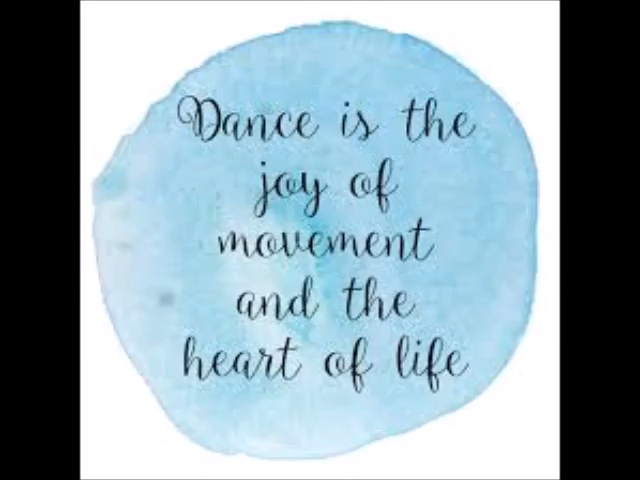 Dance is the
joy of
movement
and the
heart of life